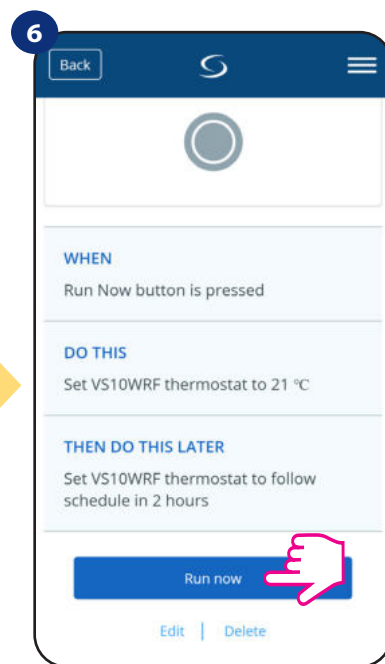 6
Back
WHEN
Run Now button is pressed
DO THIS
Set VS10WRF thermostat to 21 °C
THEN DO THIS LATER
Set VS10WRF thermostat to follow
schedule in 2 hours
Run now
Edit | Delete